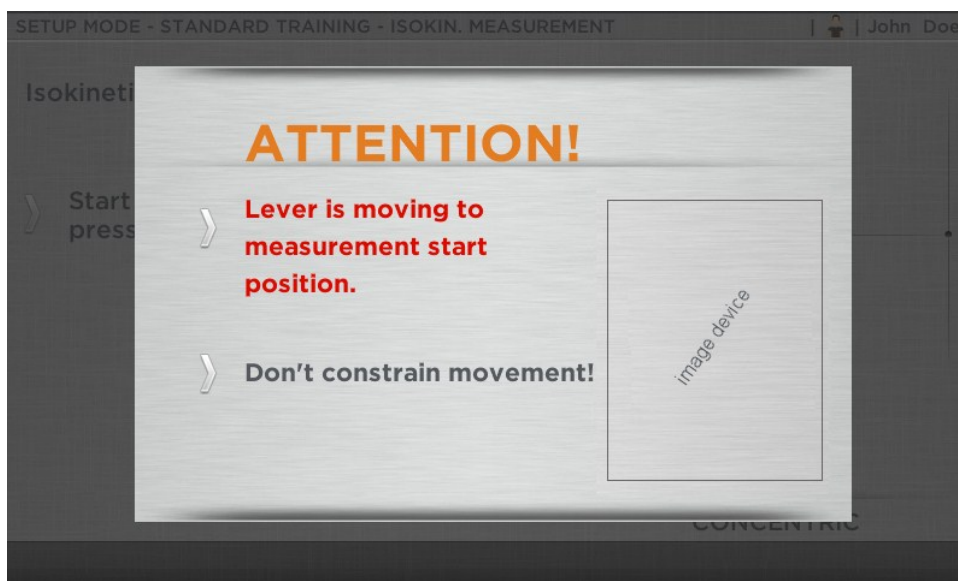 SETUP MODE - STANDARD TRAINING - ISOKIN. MEASUREMENT | | John Doe
Isokineti
ATTENTION!
Start
press
Lever is moving to
measurement start
position.
Don't constrain movement!
image device
CONCENTRIC